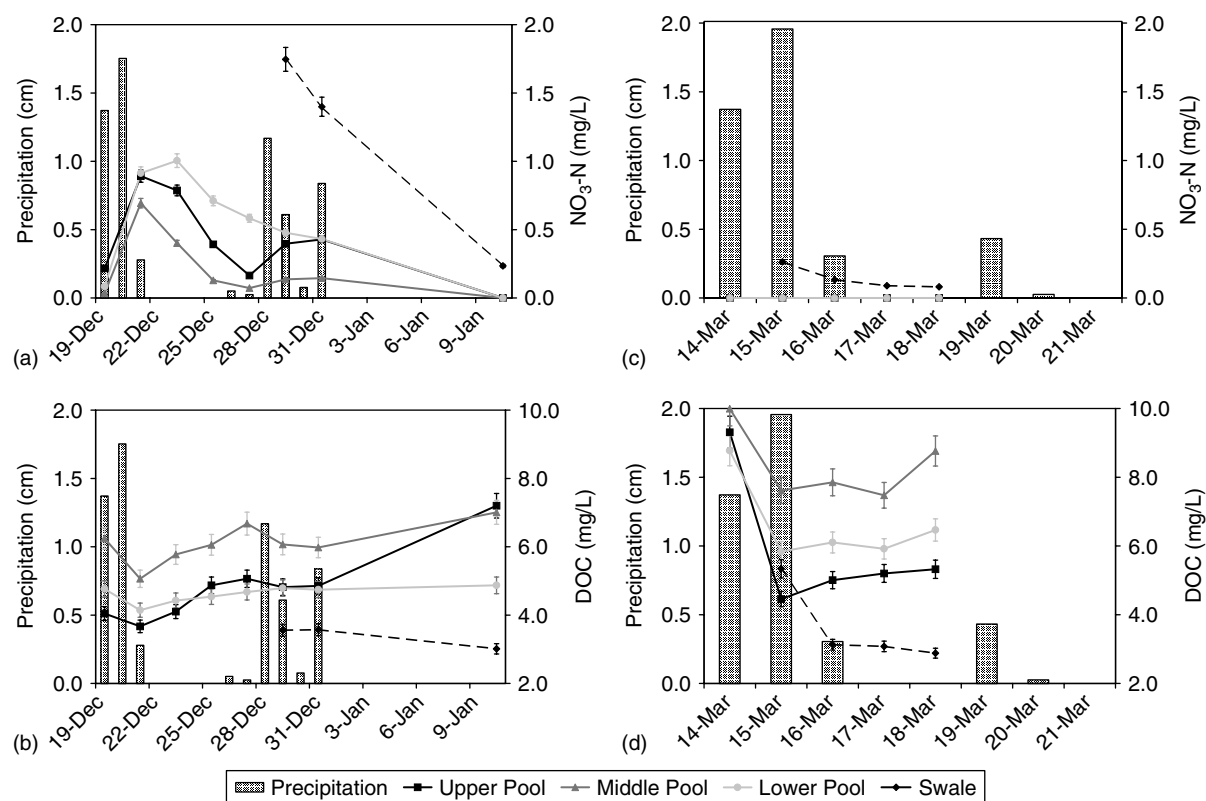 2.0
1.5
1.0
0.5
0.0
Precipitation (cm)
2.0
1.5
1.0
0.5
0.0
NO3-N (mg/L)
19-Dec
22-Dec
25-Dec
28-Dec
31-Dec
3-Jan
6-Jan
9-Jan
(a)
2.0
1.5
1.0
0.5
0.0
Precipitation (cm)
2.0
1.5
1.0
0.5
0.0
NO3-N (mg/L)
14-Mar
15-Mar
16-Mar
17-Mar
18-Mar
19-Mar
20-Mar
21-Mar
(c)
2.0
1.5
1.0
0.5
0.0
Precipitation (cm)
10.0
8.0
6.0
4.0
2.0
DOC (mg/L)
19-Dec
22-Dec
25-Dec
28-Dec
31-Dec
3-Jan
6-Jan
9-Jan
(b)
2.0
1.5
1.0
0.5
0.0
Precipitation (cm)
10.0
8.0
6.0
4.0
2.0
DOC (mg/L)
14-Mar
15-Mar
16-Mar
17-Mar
18-Mar
19-Mar
20-Mar
21-Mar
(d)
Precipitation Upper Pool Middle Pool Lower Pool Swale